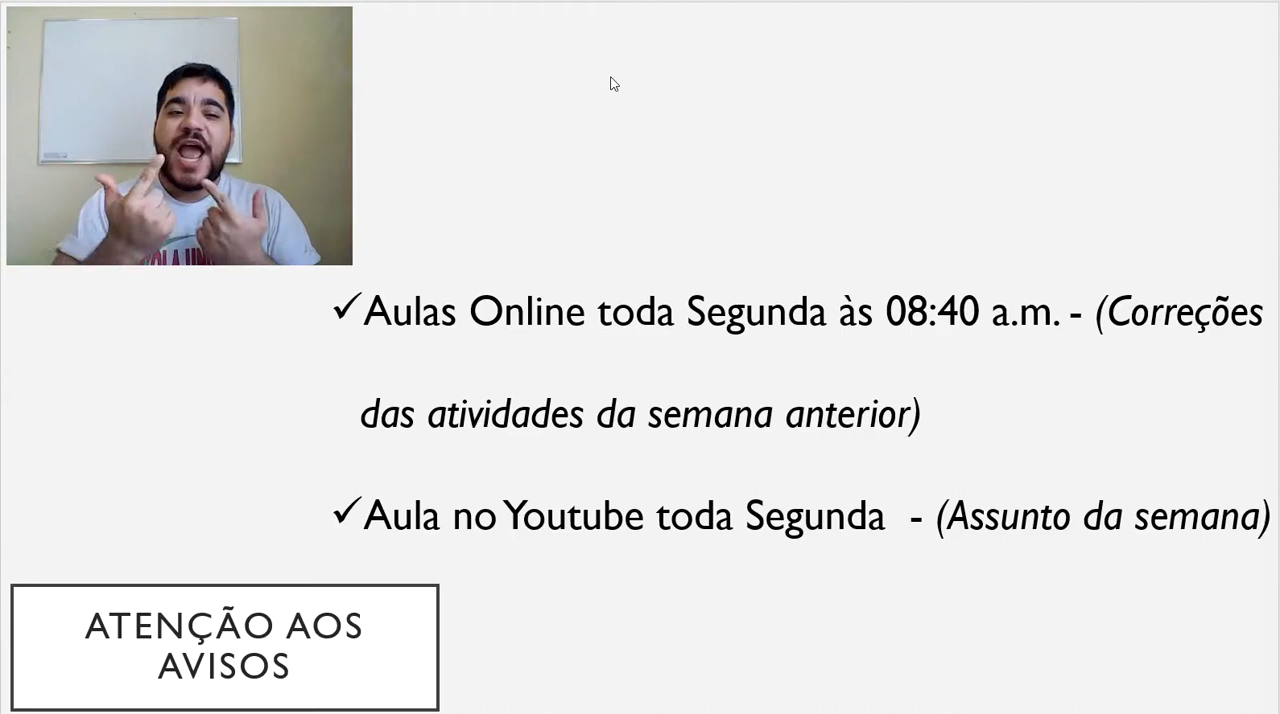 ✓Aulas Online toda Segunda às 08:40 a.m. - (Correções
das atividades da semana anterior)
✓Aula no Youtube toda Segunda - (Assunto da semana)
ATENÇÃO AOS
AVISOS